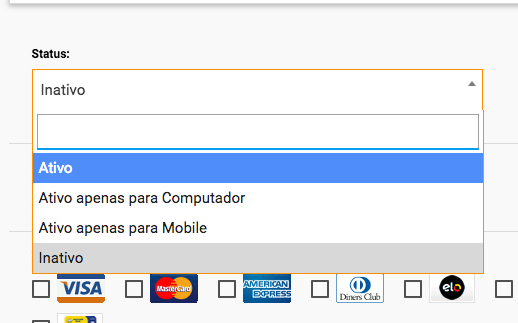 Status:
Inativo
Ativo
Ativo apenas para Computador
Ativo apenas para Mobile
Inativo
VISA
MasterCard
AMERICAN EXPRESS
Diners Club
elo